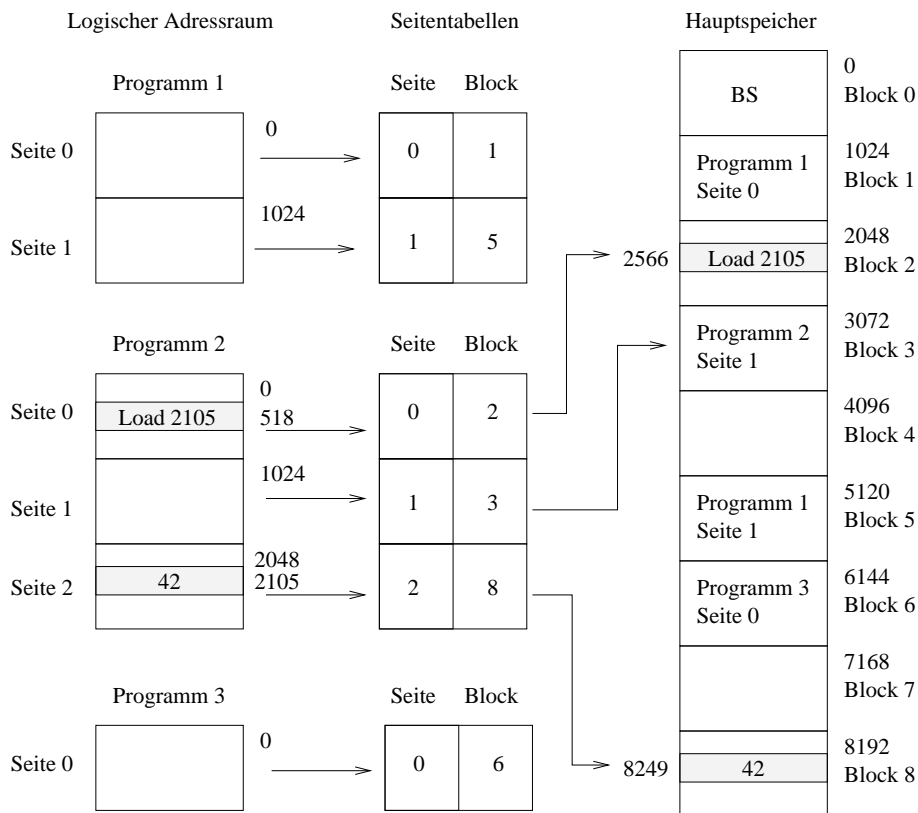 Logischer Adressraum
Seitentabellen
Hauptspeicher
Programm 1
Seite Block
Seite 0
0
0 1
Seite 1
1024
1 5
Programm 2
Seite Block
Seite 0
0
Load 2105
518
0 2
Seite 1
1024
1 3
Seite 2
2048
42
2105
2 8
Programm 3
Seite Block
Seite 0
0
0 6
BS
0
Block 0
Programm 1
Seite 0
1024
Block 1
2566
Load 2105
2048
Block 2
Programm 2
Seite 1
3072
Block 3
4096
Block 4
Programm 1
Seite 1
5120
Block 5
Programm 3
Seite 0
6144
Block 6
7168
Block 7
8249
42
8192
Block 8